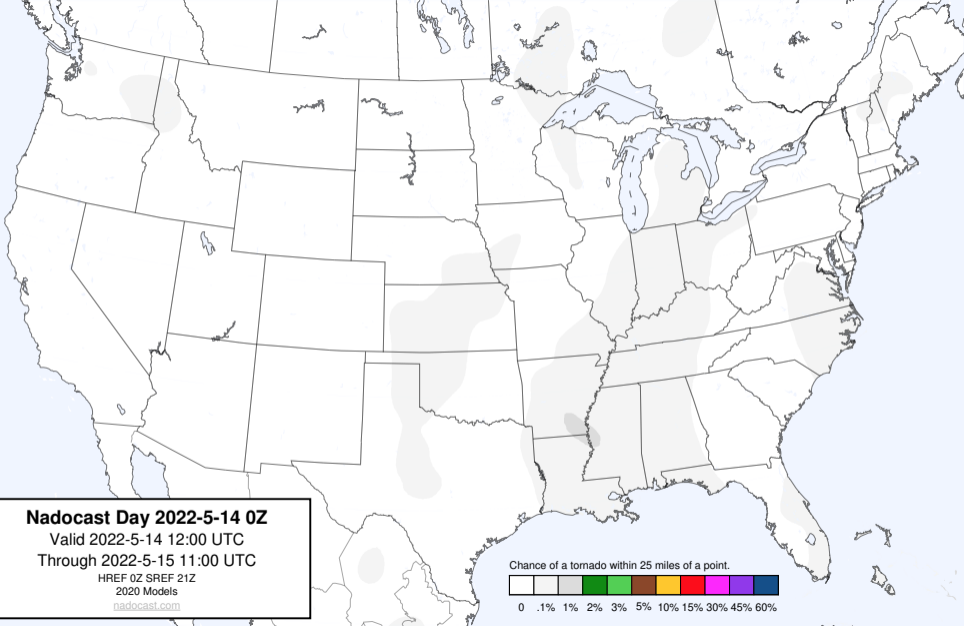 Nadocast Day 2022-5-14 0Z
Valid 2022-5-14 12:00 UTC
Through 2022-5-15 11:00 UTC
HREF 0Z SREF 21Z
2020 Models
nadocast.com
Chance of a tornado within 25 miles of a point.
0 .1% 1% 2% 3% 5% 10% 15% 30% 45% 60%